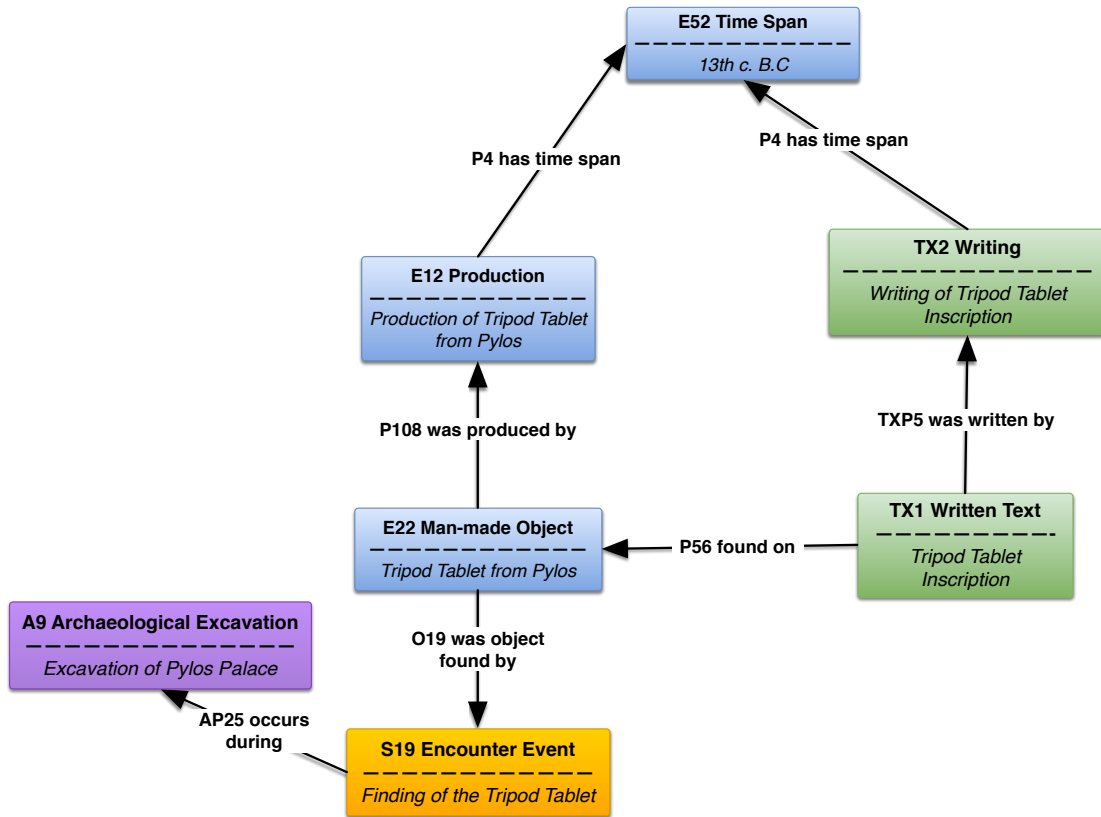 E52 Time Span
13th c. B.C
P4 has time span
P4 has time span
E12 Production
Production of Tripod Tablet
from Pylos
TX2 Writing
Writing of Tripod Tablet
Inscription
P108 was produced by
TXP5 was written by
E22 Man-made Object
Tripod Tablet from Pylos
P56 found on
TX1 Written Text
Tripod Tablet
Inscription
A9 Archaeological Excavation
Excavation of Pylos Palace
O19 was object
found by
AP25 occurs
during
S19 Encounter Event
Finding of the Tripod Tablet